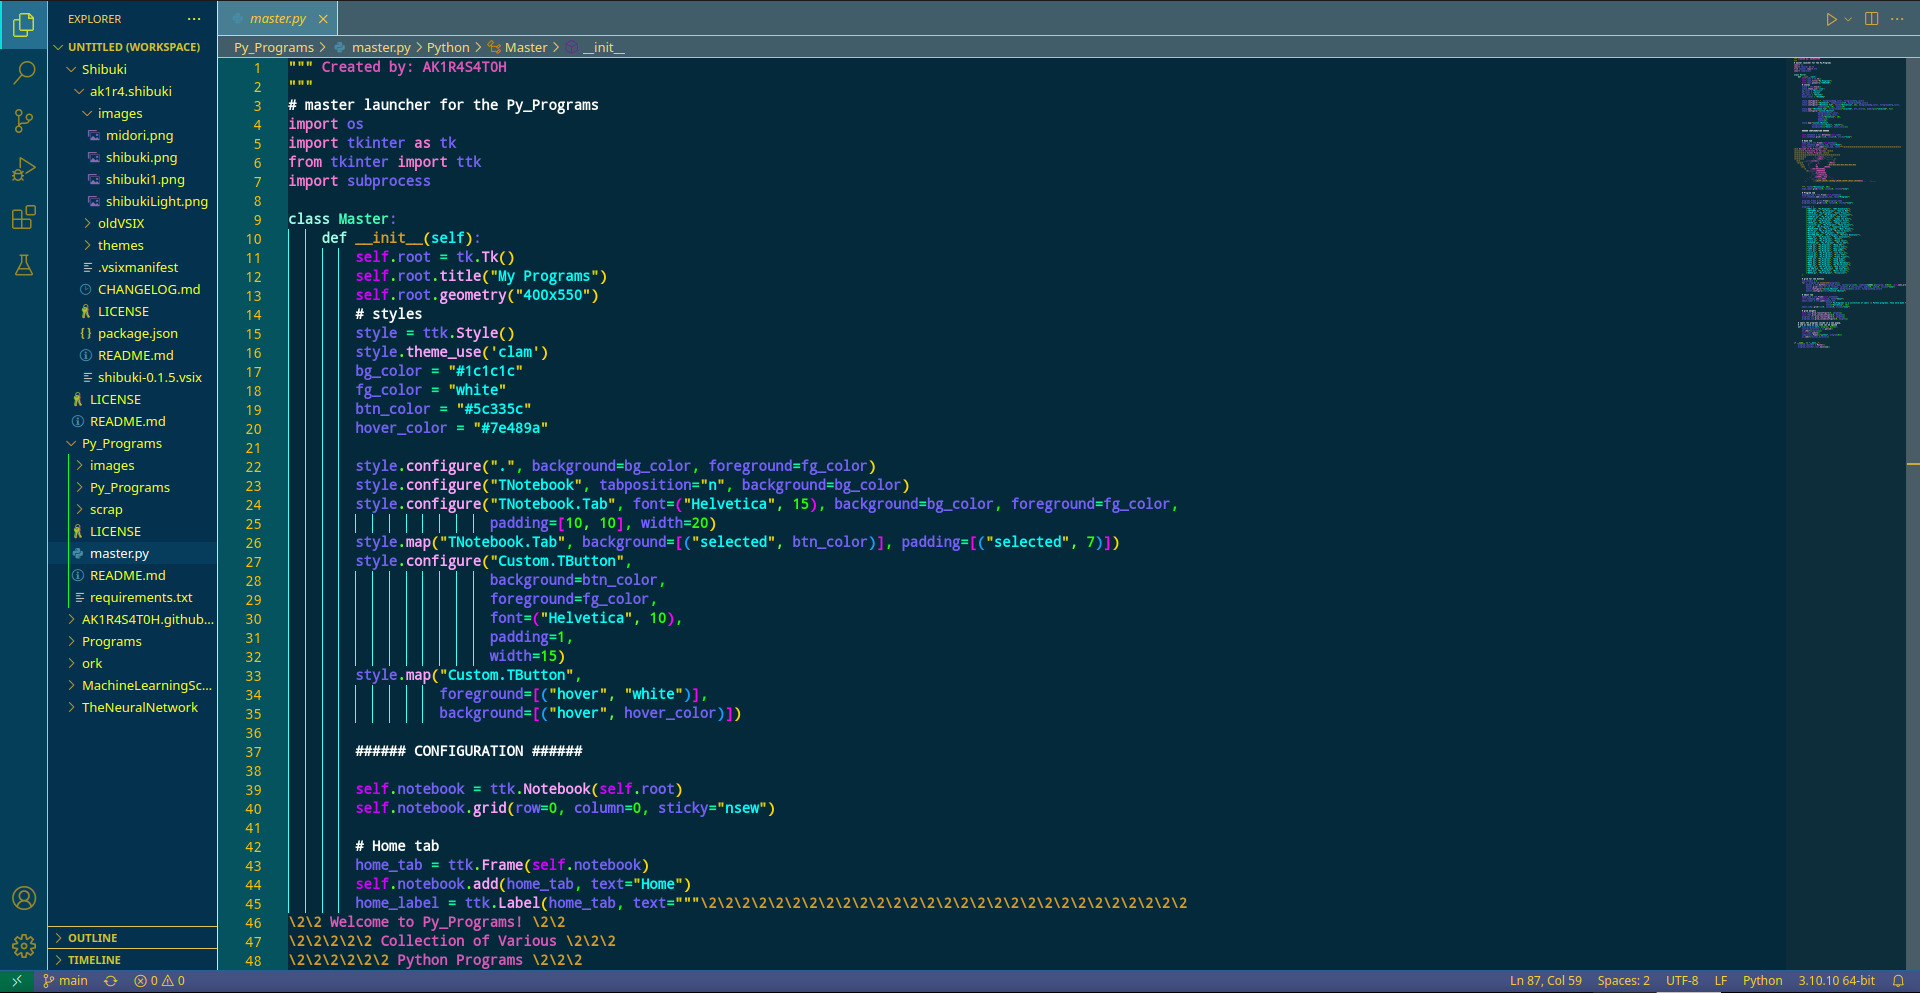 EXPLORER
UNTITLED (WORKSPACE)
Shibuki
ak1r4.shibuki
images
midori.png
shibuki.png
shibuki1.png
shibukiLight.png
oldVSIX
themes
.vsixmanifest
CHANGELOG.md
LICENSE
package.json
README.md
shibuki-0.1.5.vsix
LICENSE
README.md
Py_Programs
images
Py_Programs
scrap
LICENSE
master.py
README.md
requirements.txt
AK1R4S4T0H.github...
Programs
ork
MachineLearningSc...
TheNeuralNetwork
OUTLINE
TIMELINE
master.py
Py_Programs > master.py > Python > Master > __init__
1 """ Created by: AK1R4S4T0H
2 """
3 # master launcher for the Py_Programs
4 import os
5 import tkinter as tk
6 from tkinter import ttk
7 import subprocess
8
9 class Master:
10 def __init__(self):
11 self.root = tk.Tk()
12 self.root.title("My Programs")
13 self.root.geometry("400x550")
14 # styles
15 style = ttk.Style()
16 style.theme_use('clam')
17 bg_color = "#1c1c1c"
18 fg_color = "white"
19 btn_color = "#5c335c"
20 hover_color = "#7e489a"
21
22 style.configure(".", background=bg_color, foreground=fg_color)
23 style.configure("TNotebook", tabposition="n", background=bg_color)
24 style.configure("TNotebook.Tab", font=("Helvetica", 15), background=bg_color, foreground=fg_color,
25 padding=[10, 10], width=20)
26 style.map("TNotebook.Tab", background=[("selected", btn_color)], padding=[("selected", 7)])
27 style.configure("Custom.TButton",
28 background=btn_color,
29 foreground=fg_color,
30 font=("Helvetica", 10),
31 padding=1,
32 width=15)
33 style.map("Custom.TButton",
34 foreground=[("hover", "white")],
35 background=[("hover", hover_color)])
36
37 ###### CONFIGURATION ######
38
39 self.notebook = ttk.Notebook(self.root)
40 self.notebook.grid(row=0, column=0, sticky="nsew")
41
42 # Home tab
43 home_tab = ttk.Frame(self.notebook)
44 self.notebook.add(home_tab, text="Home")
45 home_label = ttk.Label(home_tab, text="""\2\2\2\2\2\2\2\2\2\2\2\2\2\2\2\2\2\2\2\2\2\2\2\2\2\2\2\2\2
46 \2\2 Welcome to Py_Programs! \2\2
47 \2\2\2\2\2 Collection of Various \2\2\2
48 \2\2\2\2\2\2 Python Programs \2\2\2
main 0 0 Ln 87, Col 59 Spaces: 2 UTF-8 LF Python 3.10.10 64-bit